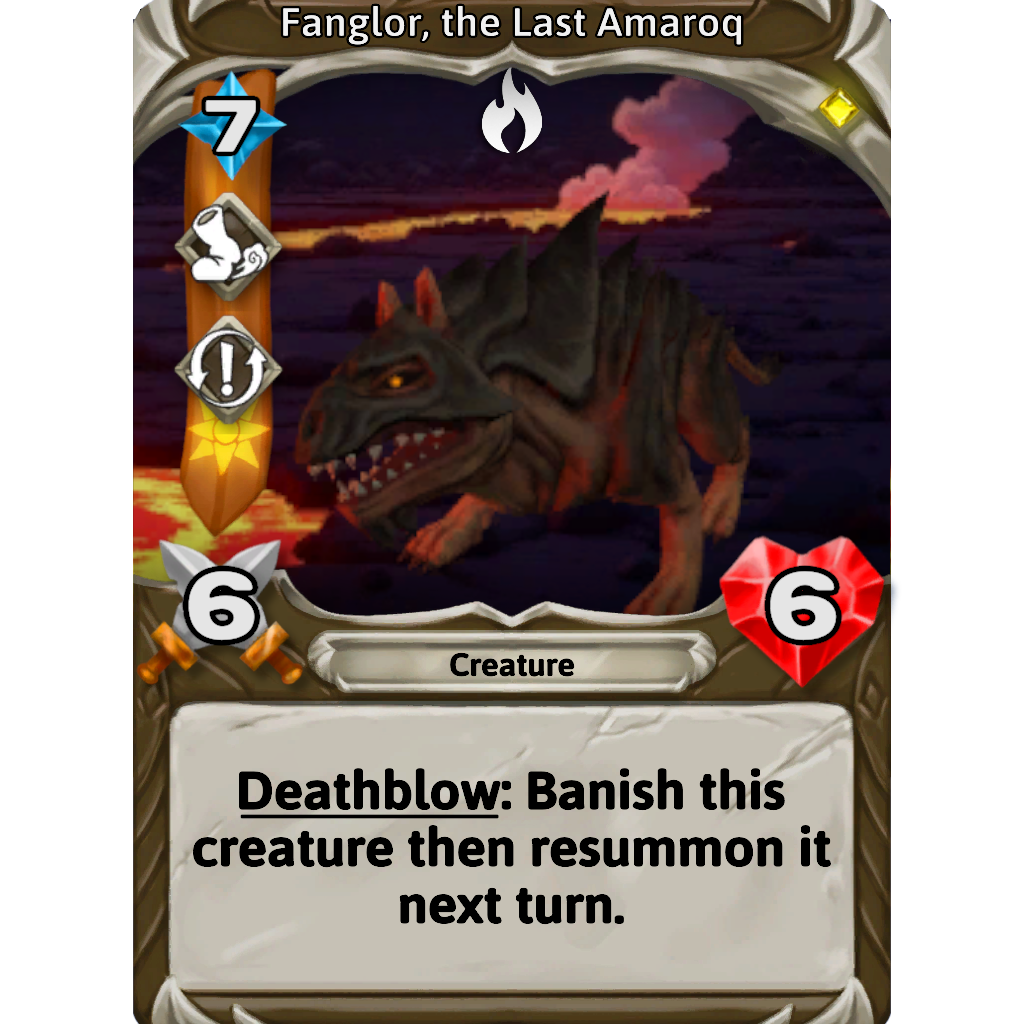 Fanglor, the Last Amaroq
7
!
6
6
Creature
Deathblow: Banish this
creature then resummon it
next turn.